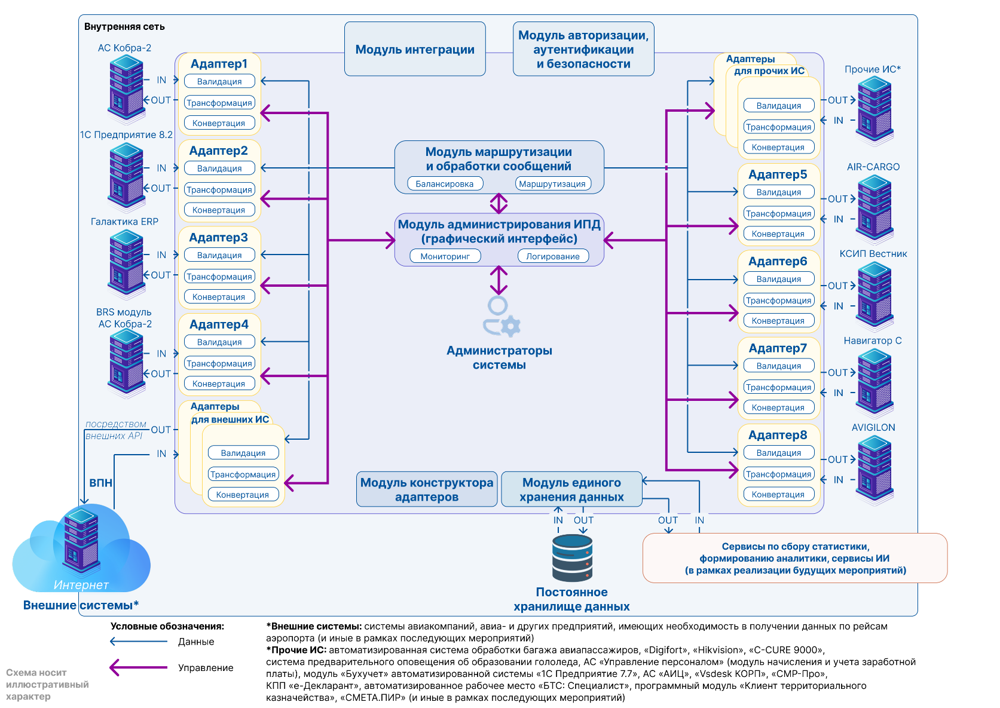 Внутренняя сеть
Модуль интеграции
Модуль авторизации,
аутентификации
и безопасности
АС Кобра-2
IN
OUT
Адаптер1
Валидация
Трансформация
Конвертация
1С Предприятие 8.2
IN
OUT
Адаптер2
Валидация
Трансформация
Конвертация
Галактика ERP
IN
OUT
Адаптер3
Валидация
Трансформация
Конвертация
BRS модуль
АС Кобра-2
IN
OUT
Адаптер4
Валидация
Трансформация
Конвертация
Адаптеры
для внешних ИС
Валидация
Трансформация
Конвертация
посредством
внешних API
OUT
IN
ВПН
Интернет
Внешние системы*
Модуль маршрутизации
и обработки сообщений
Балансировка
Маршрутизация
Модуль администрирования ИПД
(графический интерфейс)
Мониторинг
Логирование
Администраторы
системы
Модуль конструктора
адаптеров
Модуль единого
хранения данных
IN
OUT
OUT
IN
Постоянное
хранилище данных
Сервисы по сбору статистики,
формированию аналитики, сервисы ИИ
(в рамках реализации будущих мероприятий)
Адаптеры
для прочих ИС
Валидация
Трансформация
Конвертация
Прочие ИС*
OUT
IN
Адаптер5
Валидация
Трансформация
Конвертация
AIR-CARGO
OUT
IN
Адаптер6
Валидация
Трансформация
Конвертация
КСИП Вестник
OUT
IN
Адаптер7
Валидация
Трансформация
Конвертация
Навигатор С
OUT
IN
Адаптер8
Валидация
Трансформация
Конвертация
AVIGILON
OUT
IN
Условные обозначения:
Данные
Управление
Схема носит
иллюстративный
характер
*Внешние системы: системы авиакомпаний, авиа- и других предприятий, имеющих необходимость в получении данных по рейсам
аэропорта (и иные в рамках последующих мероприятий)
*Прочие ИС: автоматизированная система обработки багажа авиапассажиров, «Digifort», «Hikvision», «C-CURE 9000»,
система предварительного оповещения об образовании гололеда, АС «Управление персоналом» (модуль начисления и учета заработной
платы), модуль «Бухучет» автоматизированной системы «1С Предприятие 7.7», АС «АИЦ», «Vsdesk КОРП», «СМР-Про»,
КПП «е-Декларант», автоматизированное рабочее место «БТС: Специалист», программный модуль «Клиент территориального
казначейства», «СМЕТА.ПИР» (и иные в рамках последующих мероприятий)